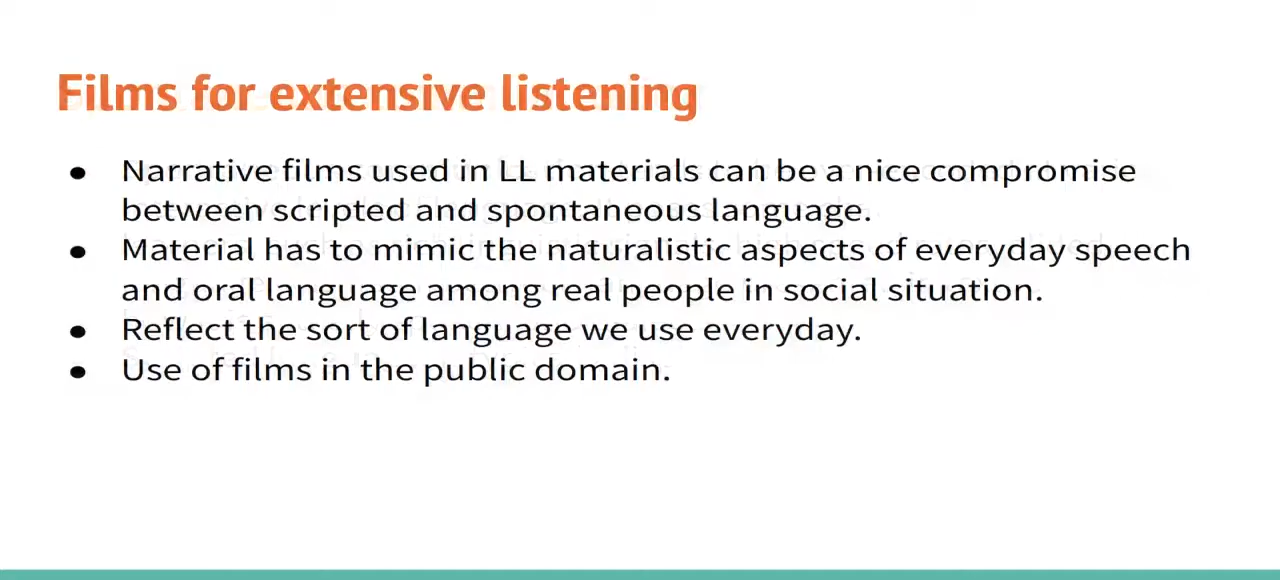 Films for extensive listening
● Narrative films used in LL materials can be a nice compromise
between scripted and spontaneous language.
● Material has to mimic the naturalistic aspects of everyday speech
and oral language among real people in social situation.
● Reflect the sort of language we use everyday.
● Use of films in the public domain.